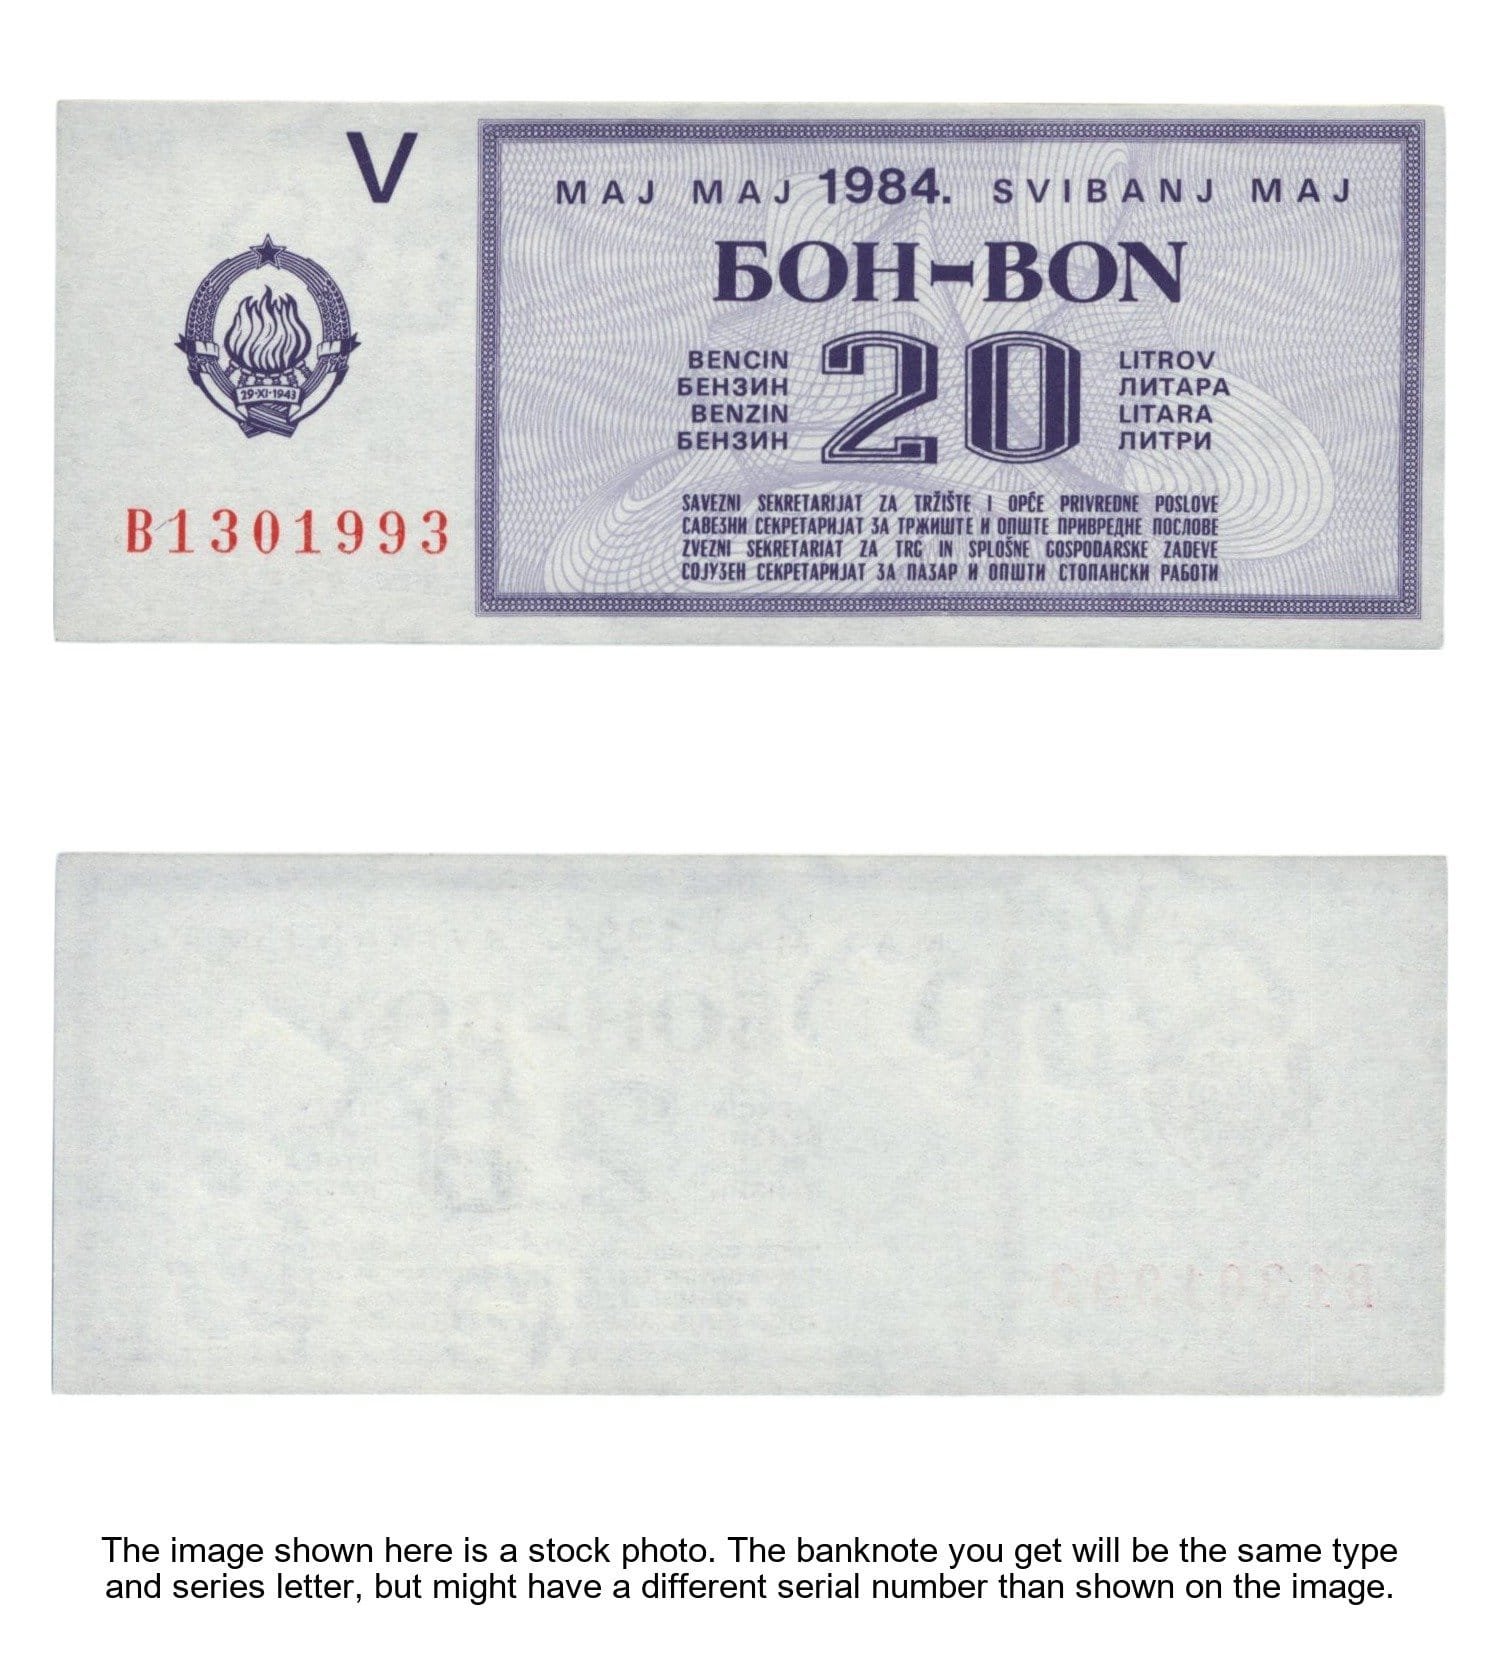 V
МАЈ MAJ 1984. SVIBANJ MAJ
БОН-BON
29·XI·1943
BENCIN 20 LITROV
БЕНЗИН ЛИТАРА
BENZIN LITARA
БЕНЗИН ЛИТРИ
B1301993
SAVEZNI SEKRETARIJAT ZA TRŽIŠTE I OPĆE PRIVREDNE POSLOVE
САВЕЗНИ СЕКРЕТАРИЈАТ ЗА ТРЖИШТЕ И ОПШТЕ ПРИВРЕДНЕ ПОСЛОВЕ
ZVEZNI SEKRETARIAT ZA TRG IN SPLOŠNE GOSPODARSKE ZADEVE
СОЈУЗЕН СЕКРЕТАРИЈАТ ЗА ПАЗАР И ОПШТИ СТОПАНСКИ РАБОТИ
The image shown here is a stock photo. The banknote you get will be the same type
and series letter, but might have a different serial number than shown on the image.